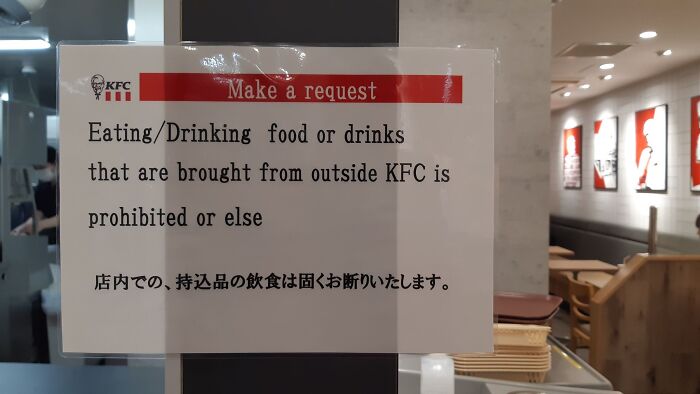 KFC
Make a request
Eating/Drinking food or drinks
that are brought from outside KFC is
prohibited or else
店内での、持込品の飲食は固くお断りいたします。